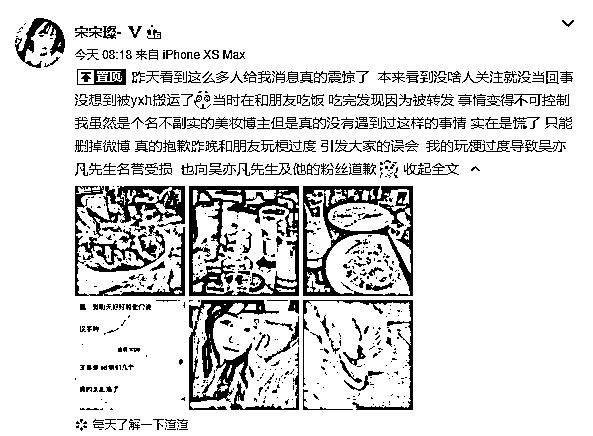 宋宋璨-
今天 08:18 来自 iPhone XS Max
置顶 昨天看到这么多人给我消息真的震惊了 本来看到没啥人关注就没当回事
没想到被yxh搬运了 当时在和朋友吃饭 吃完发现因为被转发 事情变得不可控制
我虽然是个名不副实的美妆博主但是真的没有遇到过这样的事情 实在是慌了 只能
删掉微博 真的抱歉昨晚和朋友玩梗过度 引发大家的误会 我的玩梗过度导致吴亦
凡先生名誉受损 也向吴亦凡先生及他的粉丝道歉 收起全文
每天了解一下渲渲